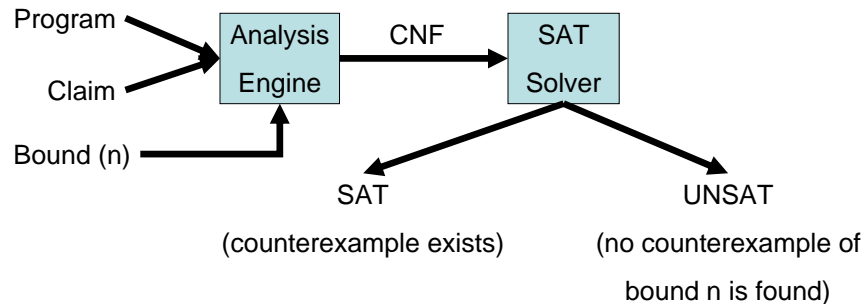 Program
Claim
Bound (n)
Analysis
Engine
CNF
SAT
Solver
SAT
(counterexample exists)
UNSAT
(no counterexample of
bound n is found)